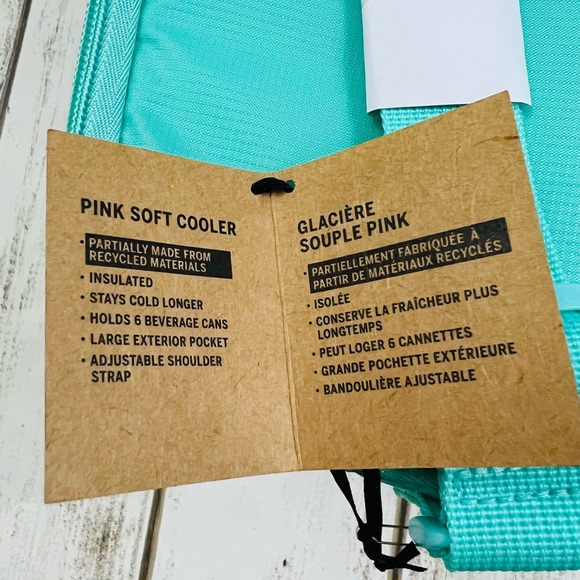 PINK SOFT COOLER
• PARTIALLY MADE FROM
RECYCLED MATERIALS
• INSULATED
• STAYS COLD LONGER
• HOLDS 6 BEVERAGE CANS
• LARGE EXTERIOR POCKET
• ADJUSTABLE SHOULDER
STRAP
GLACIÈRE
SOUPLE PINK
• PARTIELLEMENT FABRIQUÉE À
PARTIR DE MATÉRIAUX RECYCLÉS
• ISOLÉE
• CONSERVE LA FRAÎCHEUR PLUS
LONGTEMPS
• PEUT LOGER 6 CANNETTES
• GRANDE POCHETTE EXTÉRIEURE
• BANDOULIÈRE AJUSTABLE